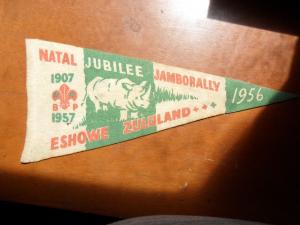 NATAL JUBILEE JAMBORALLY
1907
B P
1957
1956
ESHOWE ZULULAND